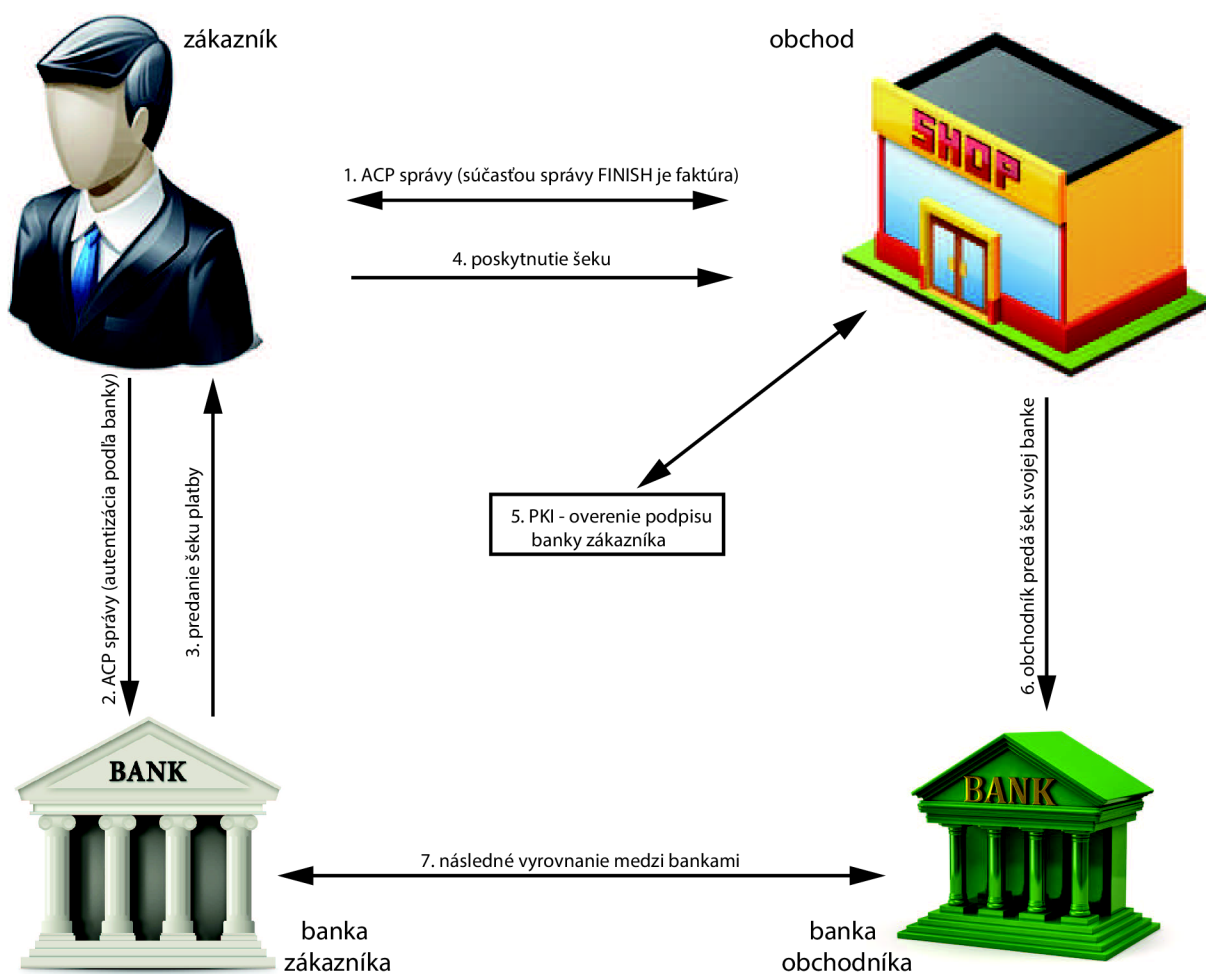 zákazník
obchod
SHOP
1. ACP správy (súčasťou správy FINISH je faktúra)
4. poskytnutie šeku
2. ACP správy (autentizácia podľa banky)
3. predanie šeku platby
5. PKI - overenie podpisu
banky zákazníka
6. obchodník predá šek svojej banke
BANK
BANK
7. následné vyrovnanie medzi bankami
banka
zákazníka
banka
obchodníka